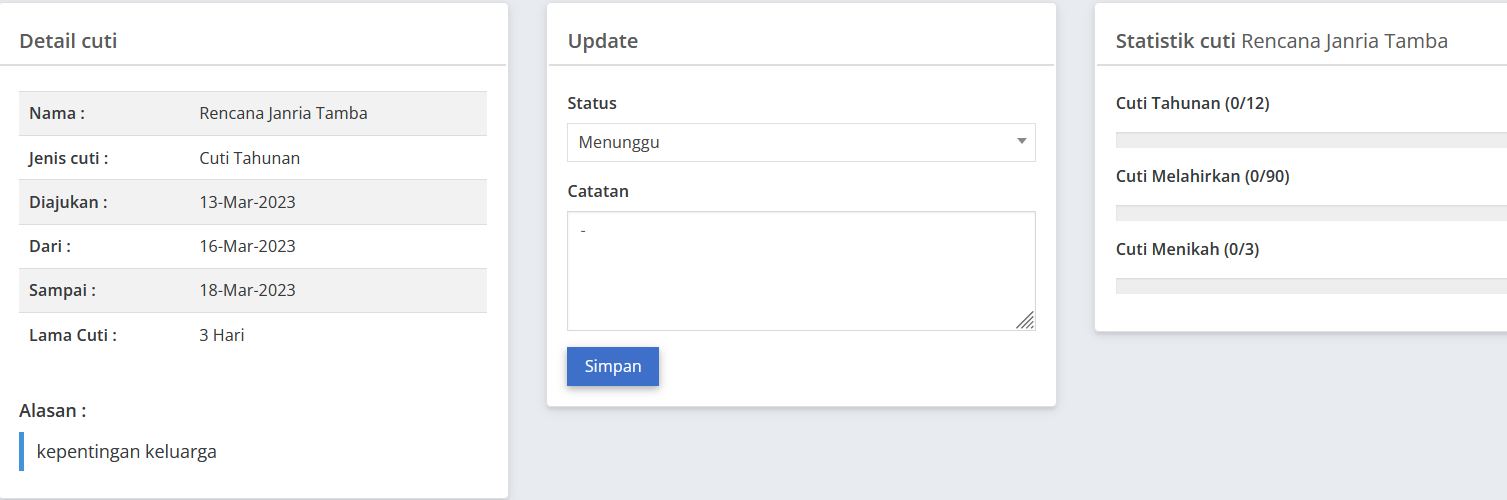 Detail cuti
Nama : Rencana Janria Tamba
Jenis cuti : Cuti Tahunan
Diajukan : 13-Mar-2023
Dari : 16-Mar-2023
Sampai : 18-Mar-2023
Lama Cuti : 3 Hari
Alasan :
kepentingan keluarga
Update
Status
Menunggu
Catatan
-
Simpan
Statistik cuti Rencana Janria Tamba
Cuti Tahunan (0/12)
Cuti Melahirkan (0/90)
Cuti Menikah (0/3)